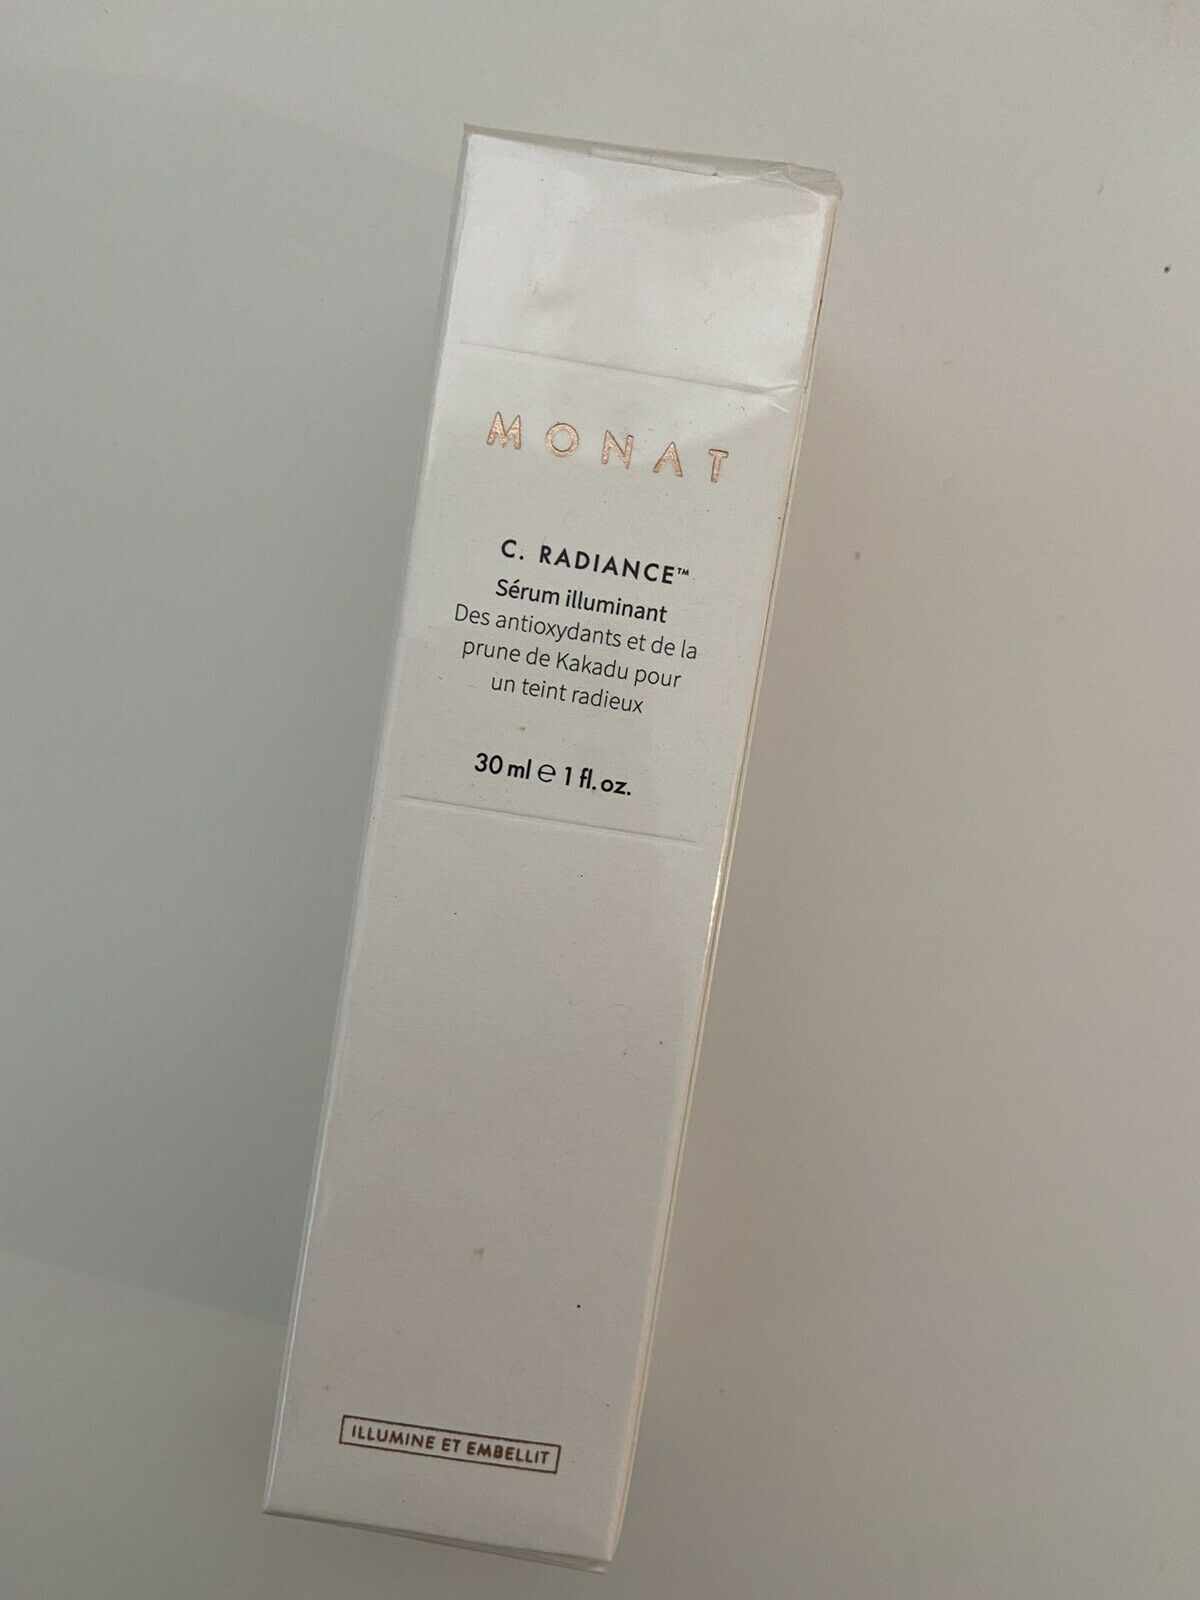 MONAT
C. RADIANCE™
Sérum illuminant
Des antioxydants et de la
prune de Kakadu pour
un teint radieux
30 ml ℮ 1 fl. oz.
ILLUMINE ET EMBELLIT